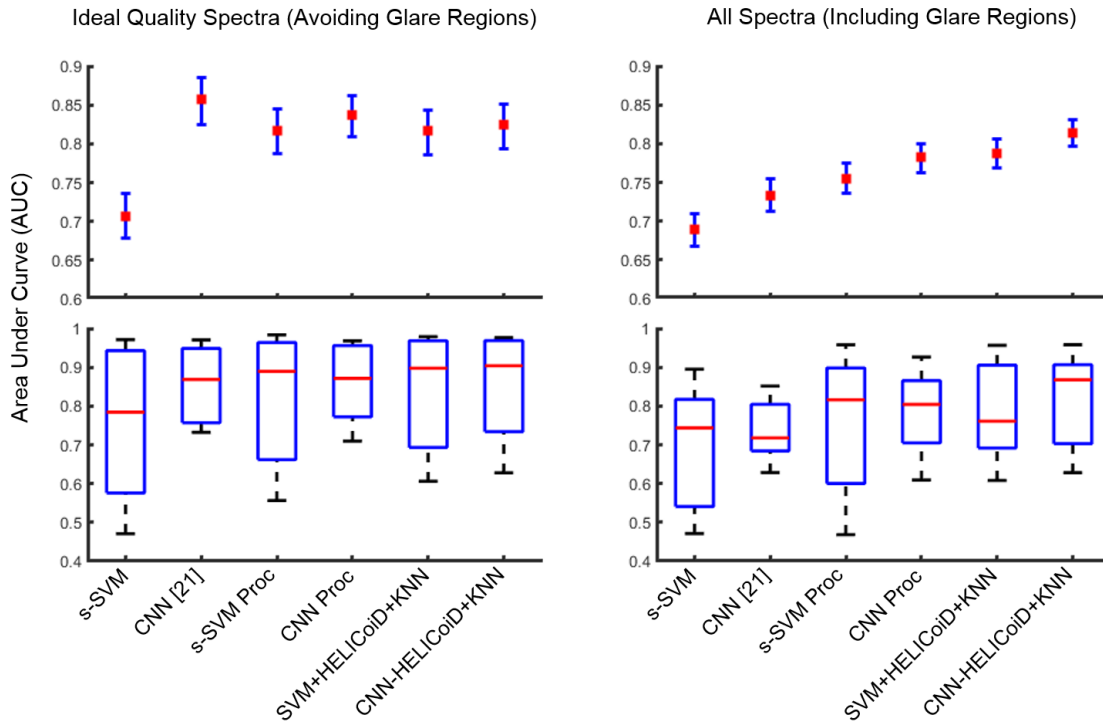 Ideal Quality Spectra (Avoiding Glare Regions)
All Spectra (Including Glare Regions)
Area Under Curve (AUC)
0.9
0.85
0.8
0.75
0.7
0.65
0.6
0.9
0.85
0.8
0.75
0.7
0.65
0.6
1
0.9
0.8
0.7
0.6
0.5
0.4
1
0.9
0.8
0.7
0.6
0.5
0.4
s-SVM
CNN [21]
s-SVM Proc
CNN Proc
SVM+HELICoiD+KNN
CNN-HELICoiD+KNN
s-SVM
CNN [21]
s-SVM Proc
CNN Proc
SVM+HELICoiD+KNN
CNN-HELICoiD+KNN